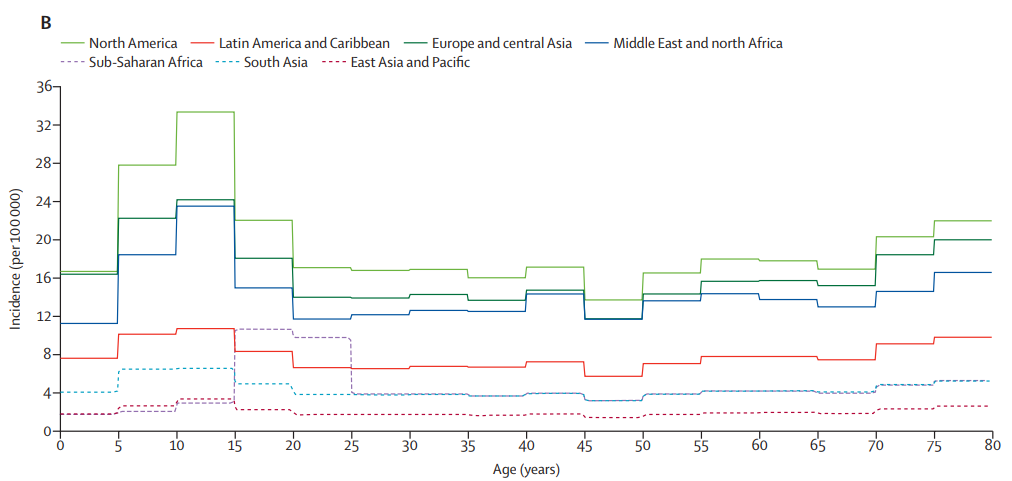 B
North America Latin America and Caribbean Europe and central Asia Middle East and north Africa
Sub-Saharan Africa South Asia East Asia and Pacific
36
32
28
24
20
16
12
8
4
0
Incidence (per 100 000)
0 5 10 15 20 25 30 35 40 45 50 55 60 65 70 75 80
Age (years)